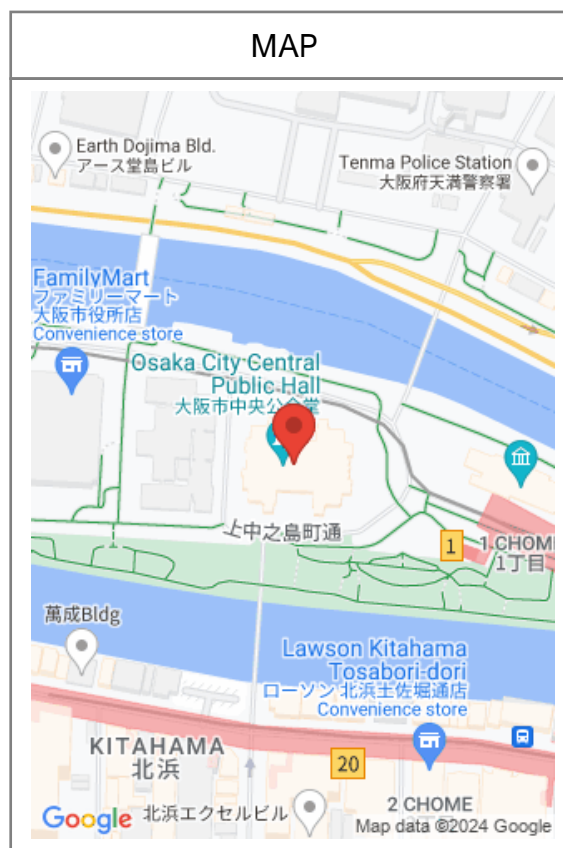 MAP
Earth Dojima Bld.
アース堂島ビル
Tenma Police Station
大阪府天満警察署
FamilyMart
ファミリーマート
大阪市役所店
Convenience store
Osaka City Central
Public Hall
大阪市中央公会堂
上中之島町通
1
1 CHOME
1丁目
萬成Bldg
Lawson Kitahama
Tosabori-dori
ローソン 北浜土佐堀通店
Convenience store
KITAHAMA
北浜
20
2 CHOME
Google
北浜エクセルビル
Map data ©2024 Google